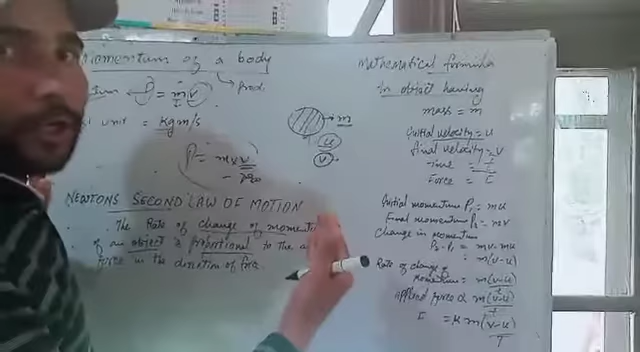 momentum of a body
P = m v
prod.
unit = kgm/s
m
u
v
P = m×v
NEWTONS SECOND LAW OF MOTION
The Rate of change of momentum
of an object is proportional to the
force in the direction of force.
Mathematical formula
An object having
mass = m
Initial velocity = u
final velocity = v
Time = t
Force = F
Initial momentum P₁ = mu
Final momentum P₂ = mv
Change in momentum
P₂ - P₁ = mv - mu
= m(v-u)
Rate of change of
momentum = m(v-u)
t
applied force α m(v-u)
t
F = K m(v-u)
T